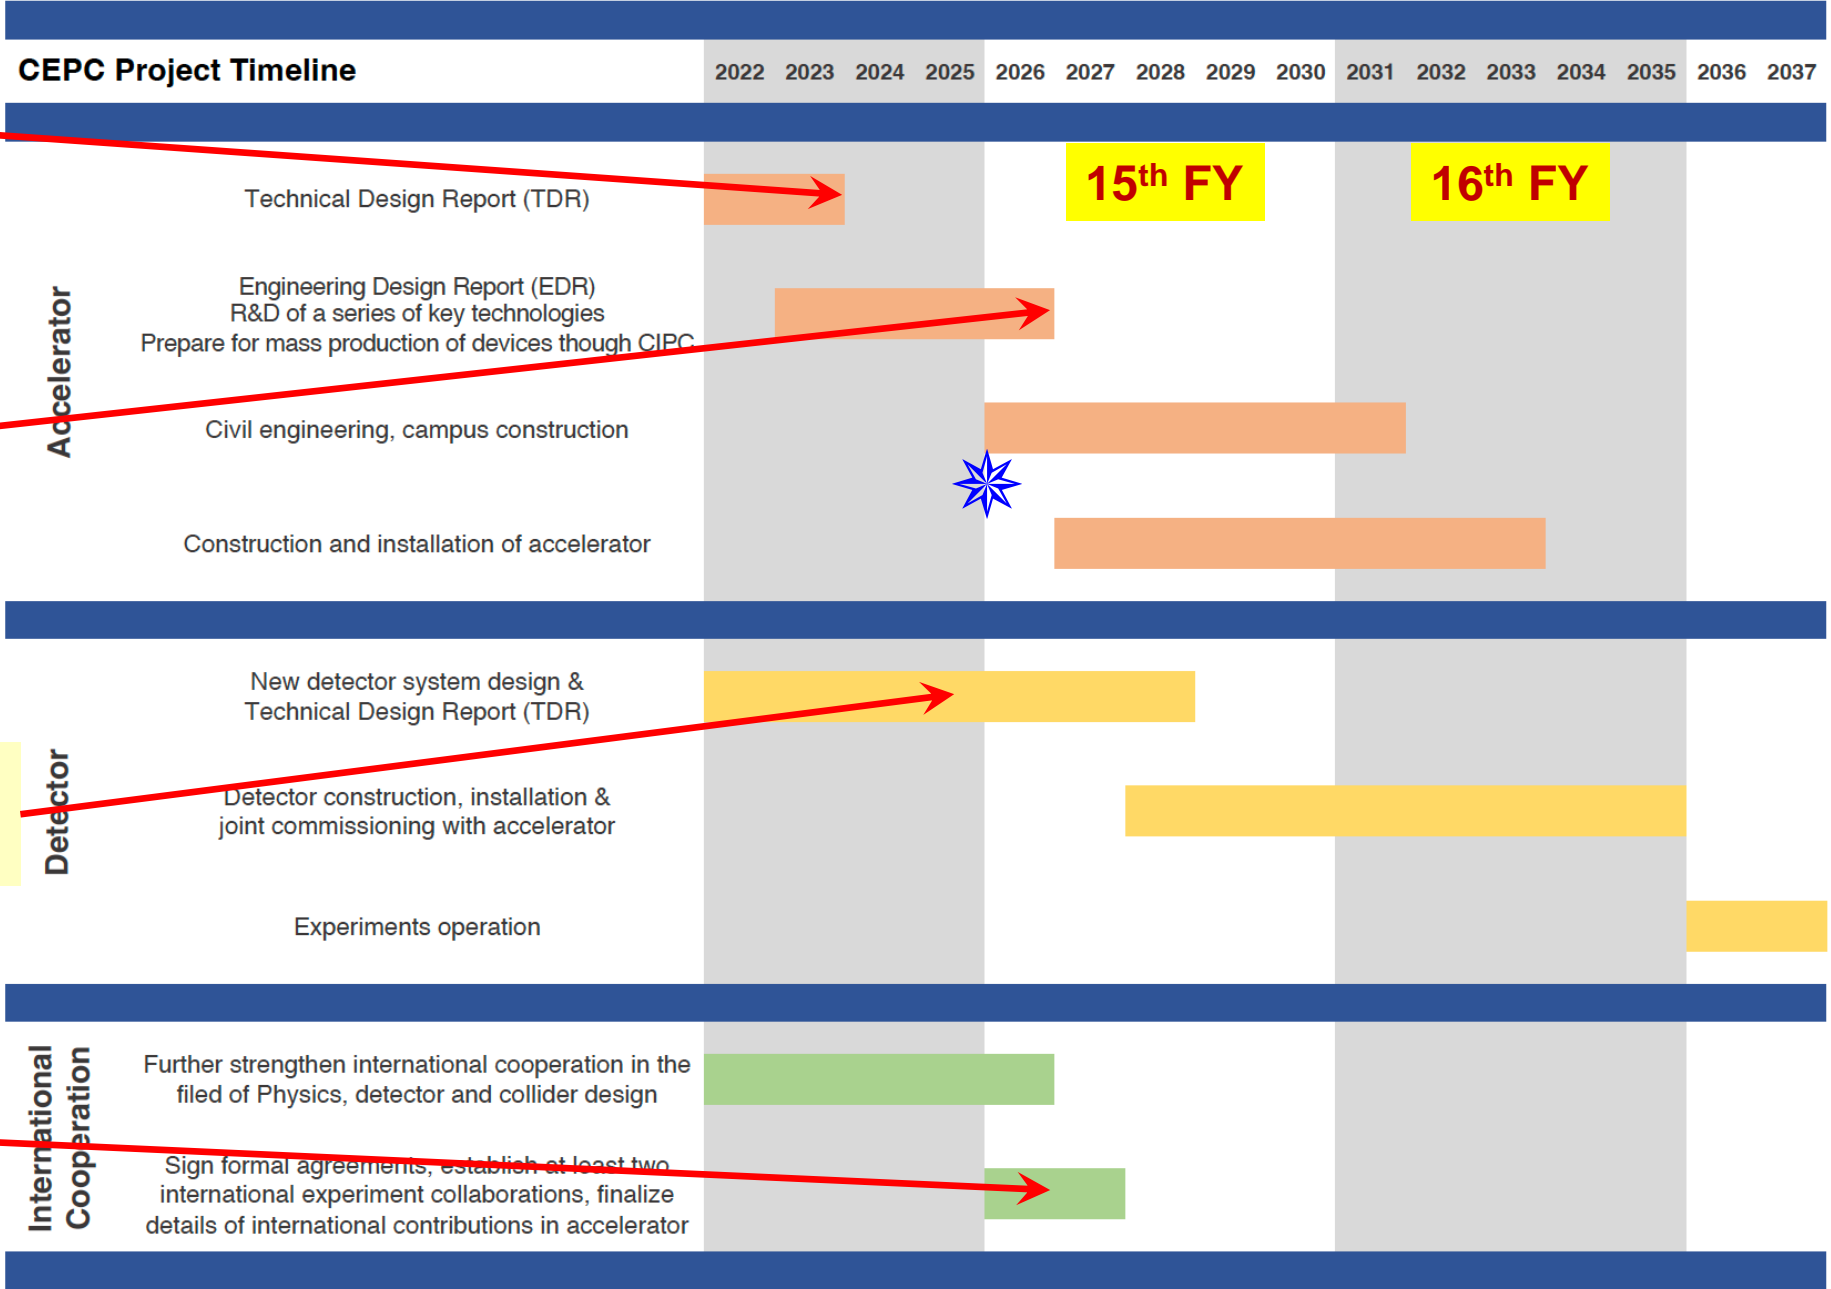 CEPC Project Timeline
2022 2023 2024 2025 2026 2027 2028 2029 2030 2031 2032 2033 2034 2035 2036 2037
15th FY
16th FY
Accelerator
Technical Design Report (TDR)
Engineering Design Report (EDR)
R&D of a series of key technologies
Prepare for mass production of devices though CIPC
Civil engineering, campus construction
Construction and installation of accelerator
Detector
New detector system design &
Technical Design Report (TDR)
Detector construction, installation &
joint commissioning with accelerator
Experiments operation
International
Cooperation
Further strengthen international cooperation in the
filed of Physics, detector and collider design
Sign formal agreements, establish at least two
international experiment collaborations, finalize
details of international contributions in accelerator